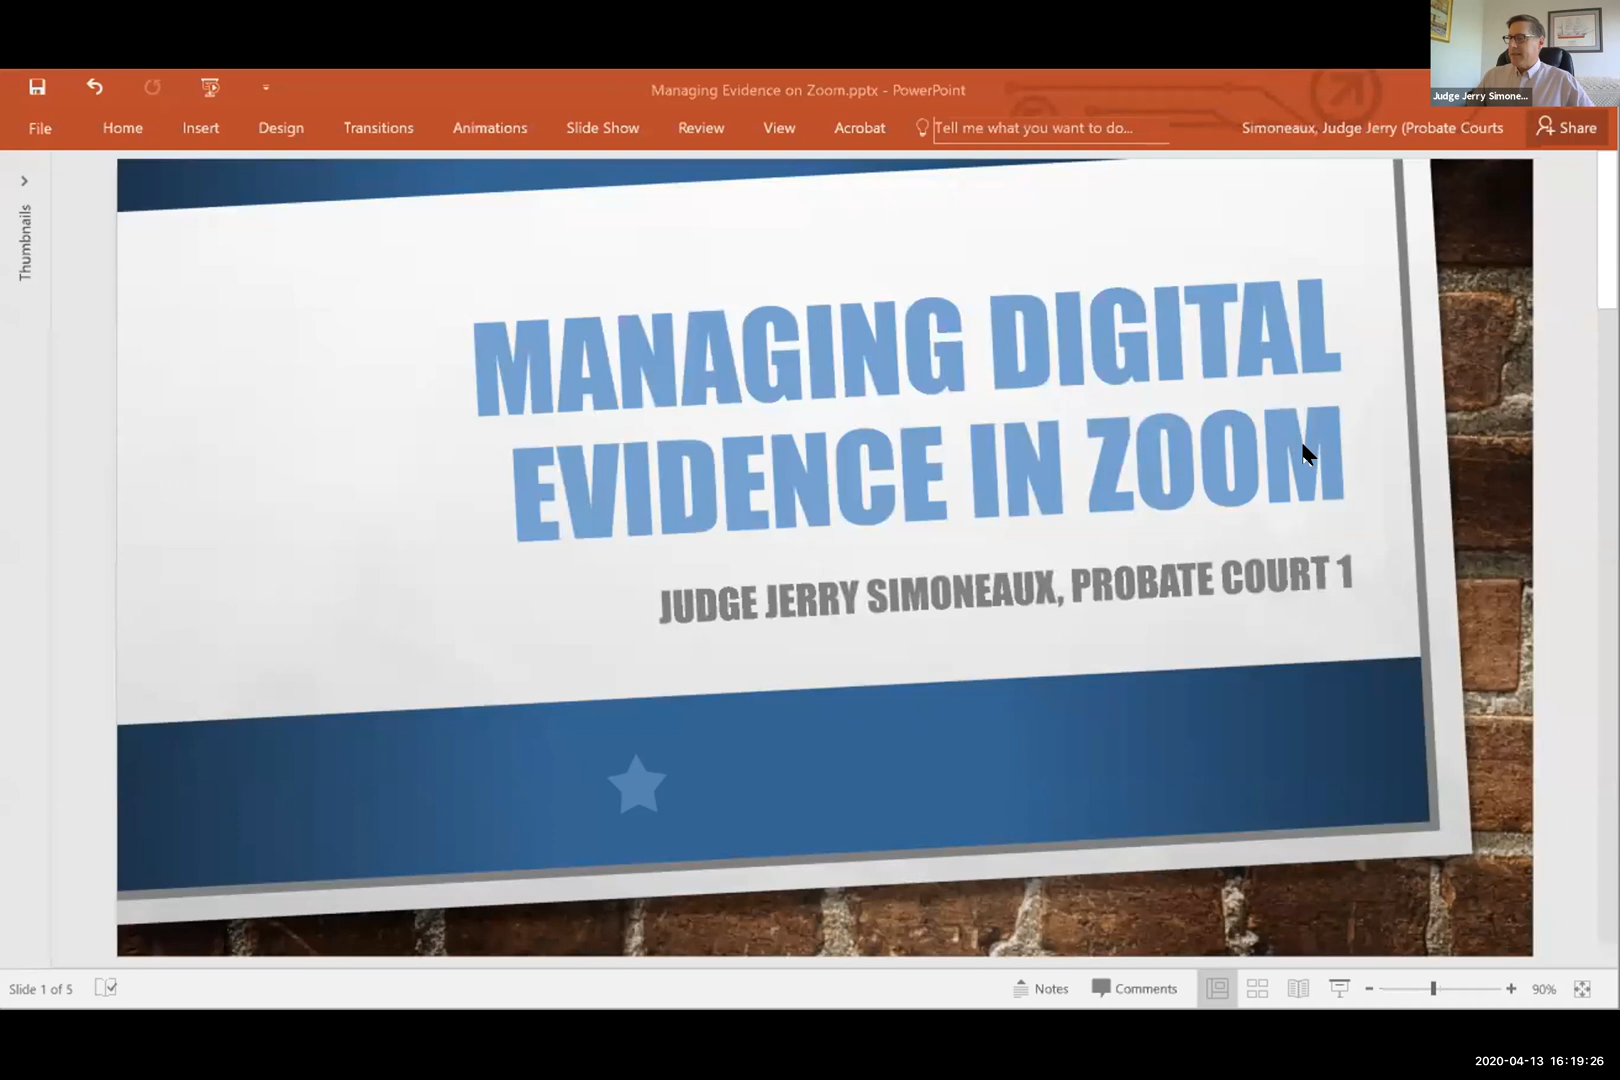 Judge Jerry Simone...
Managing Evidence on Zoom.pptx - PowerPoint
File Home Insert Design Transitions Animations Slide Show Review View Acrobat Tell me what you want to do... Simoneaux, Judge Jerry (Probate Courts Share
Thumbnails
MANAGING DIGITAL
EVIDENCE IN ZOOM
JUDGE JERRY SIMONEAUX, PROBATE COURT 1
Slide 1 of 5 Notes Comments 90%
2020-04-13 16:19:26